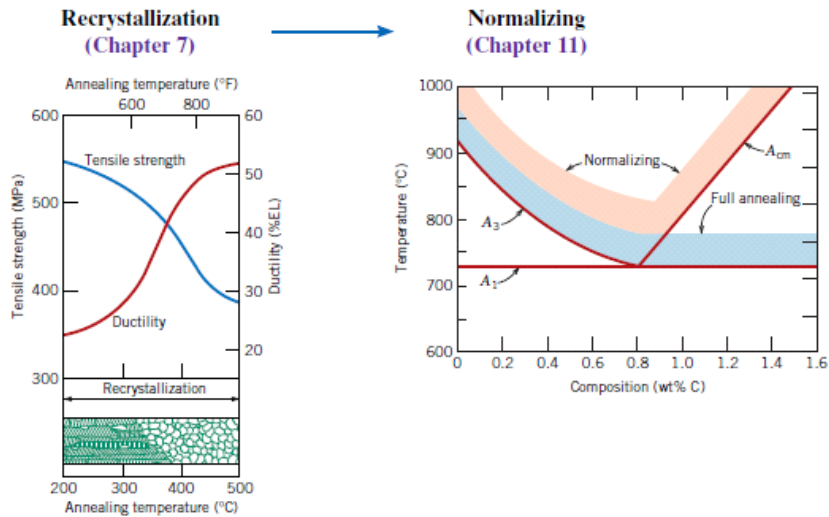 Recrystallization
(Chapter 7)
Normalizing
(Chapter 11)
Annealing temperature (°F)
600 800
600
500
400
300
Tensile strength (MPa)
60
50
40
30
20
Ductility (%EL)
Tensile strength
Ductility
Recrystallization
200 300 400 500
Annealing temperature (°C)
1000
900
800
700
600
Temperature (°C)
Normalizing
Acm
Full annealing
A3
A1
0 0.2 0.4 0.6 0.8 1.0 1.2 1.4 1.6
Composition (wt% C)